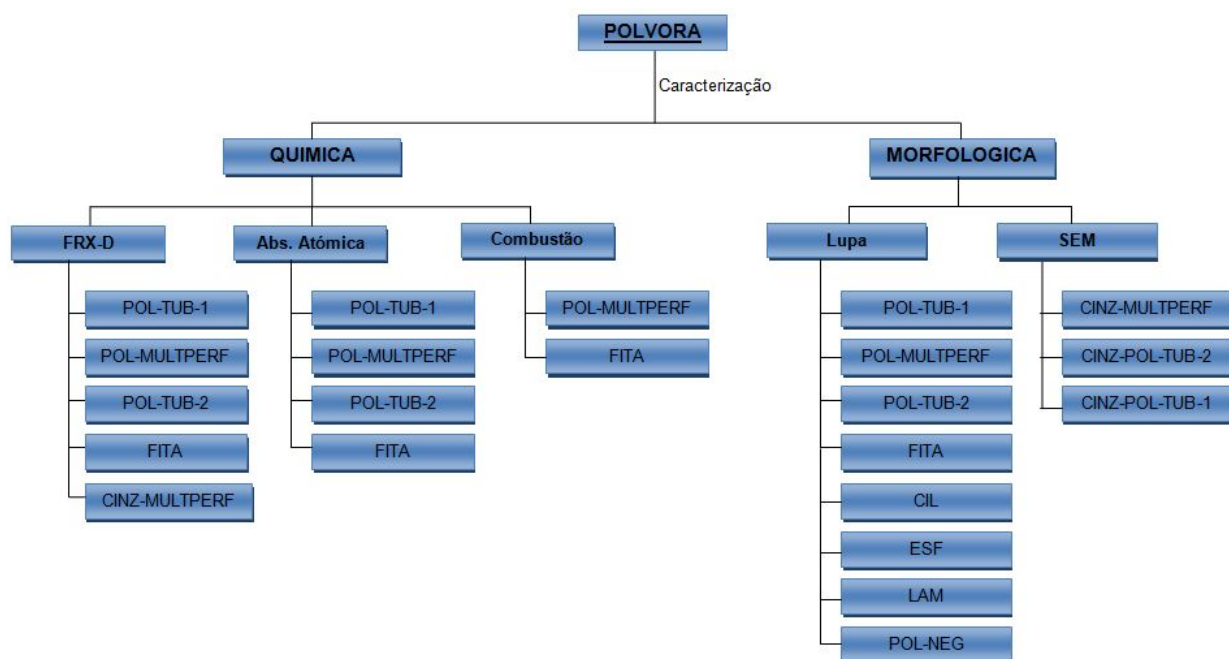 POLVORA
Caracterização
QUIMICA
MORFOLOGICA
FRX-D
Abs. Atómica
Combustão
Lupa
SEM
POL-TUB-1
POL-MULTPERF
POL-TUB-2
FITA
CINZ-MULTPERF
POL-TUB-1
POL-MULTPERF
POL-TUB-2
FITA
POL-MULTPERF
FITA
POL-TUB-1
POL-MULTPERF
POL-TUB-2
FITA
CIL
ESF
LAM
POL-NEG
CINZ-MULTPERF
CINZ-POL-TUB-2
CINZ-POL-TUB-1